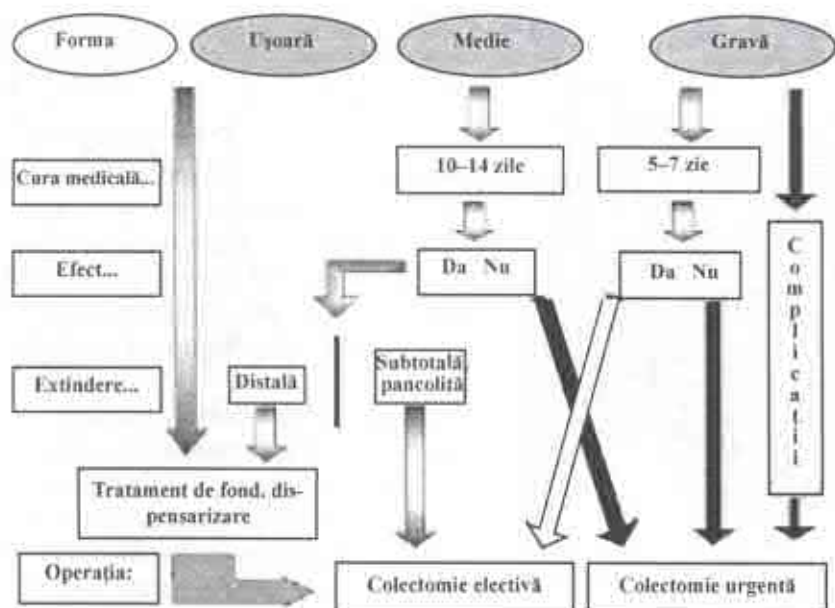 Forma
Ușoară
Medie
Gravă
Cura medicală...
10–14 zile
5–7 zie
Efect...
Da Nu
Da Nu
Complicații
Extindere...
Distală
Subtotală,
pancolită
Tratament de fond, dis-
pensarizare
Operația:
Colectomie electivă
Colectomie urgentă